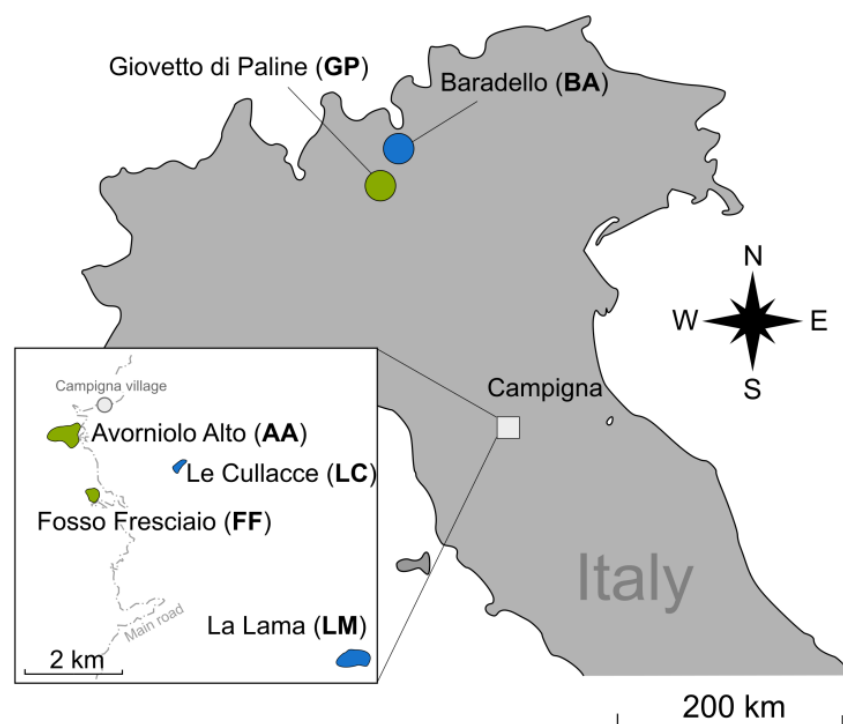 Giovetto di Paline (GP)
Baradello (BA)
N
W
E
S
Campigna
Campigna village
Avorniolo Alto (AA)
Le Cullacce (LC)
Fosso Fresciaio (FF)
Main road
La Lama (LM)
2 km
Italy
200 km